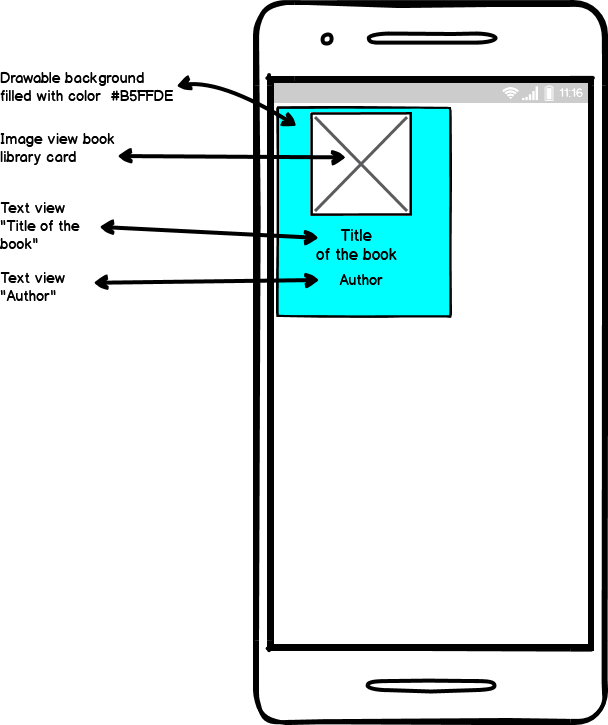 11:16
Drawable background
filled with color #B5FFDE
Image view book
library card
Text view
"Title of the
book"
Text view
"Author"
Title
of the book
Author